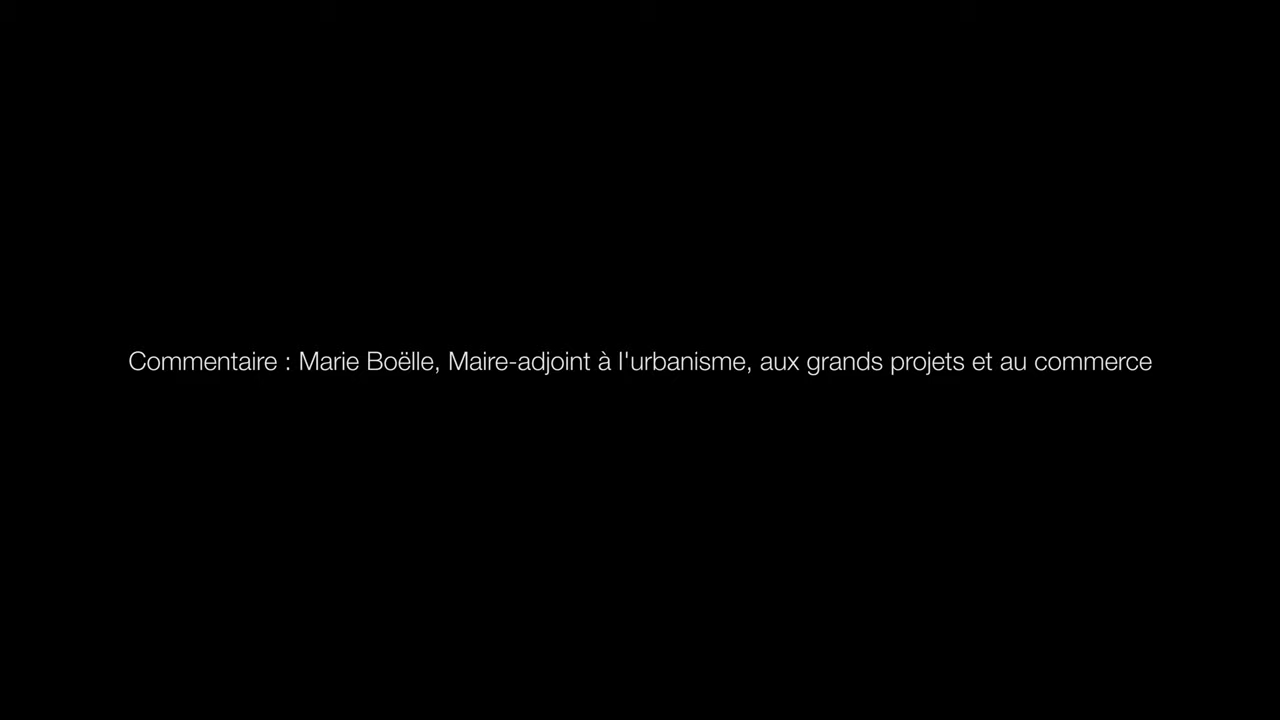 Commentaire : Marie Boëlle, Maire-adjoint à l'urbanisme, aux grands projets et au commerce